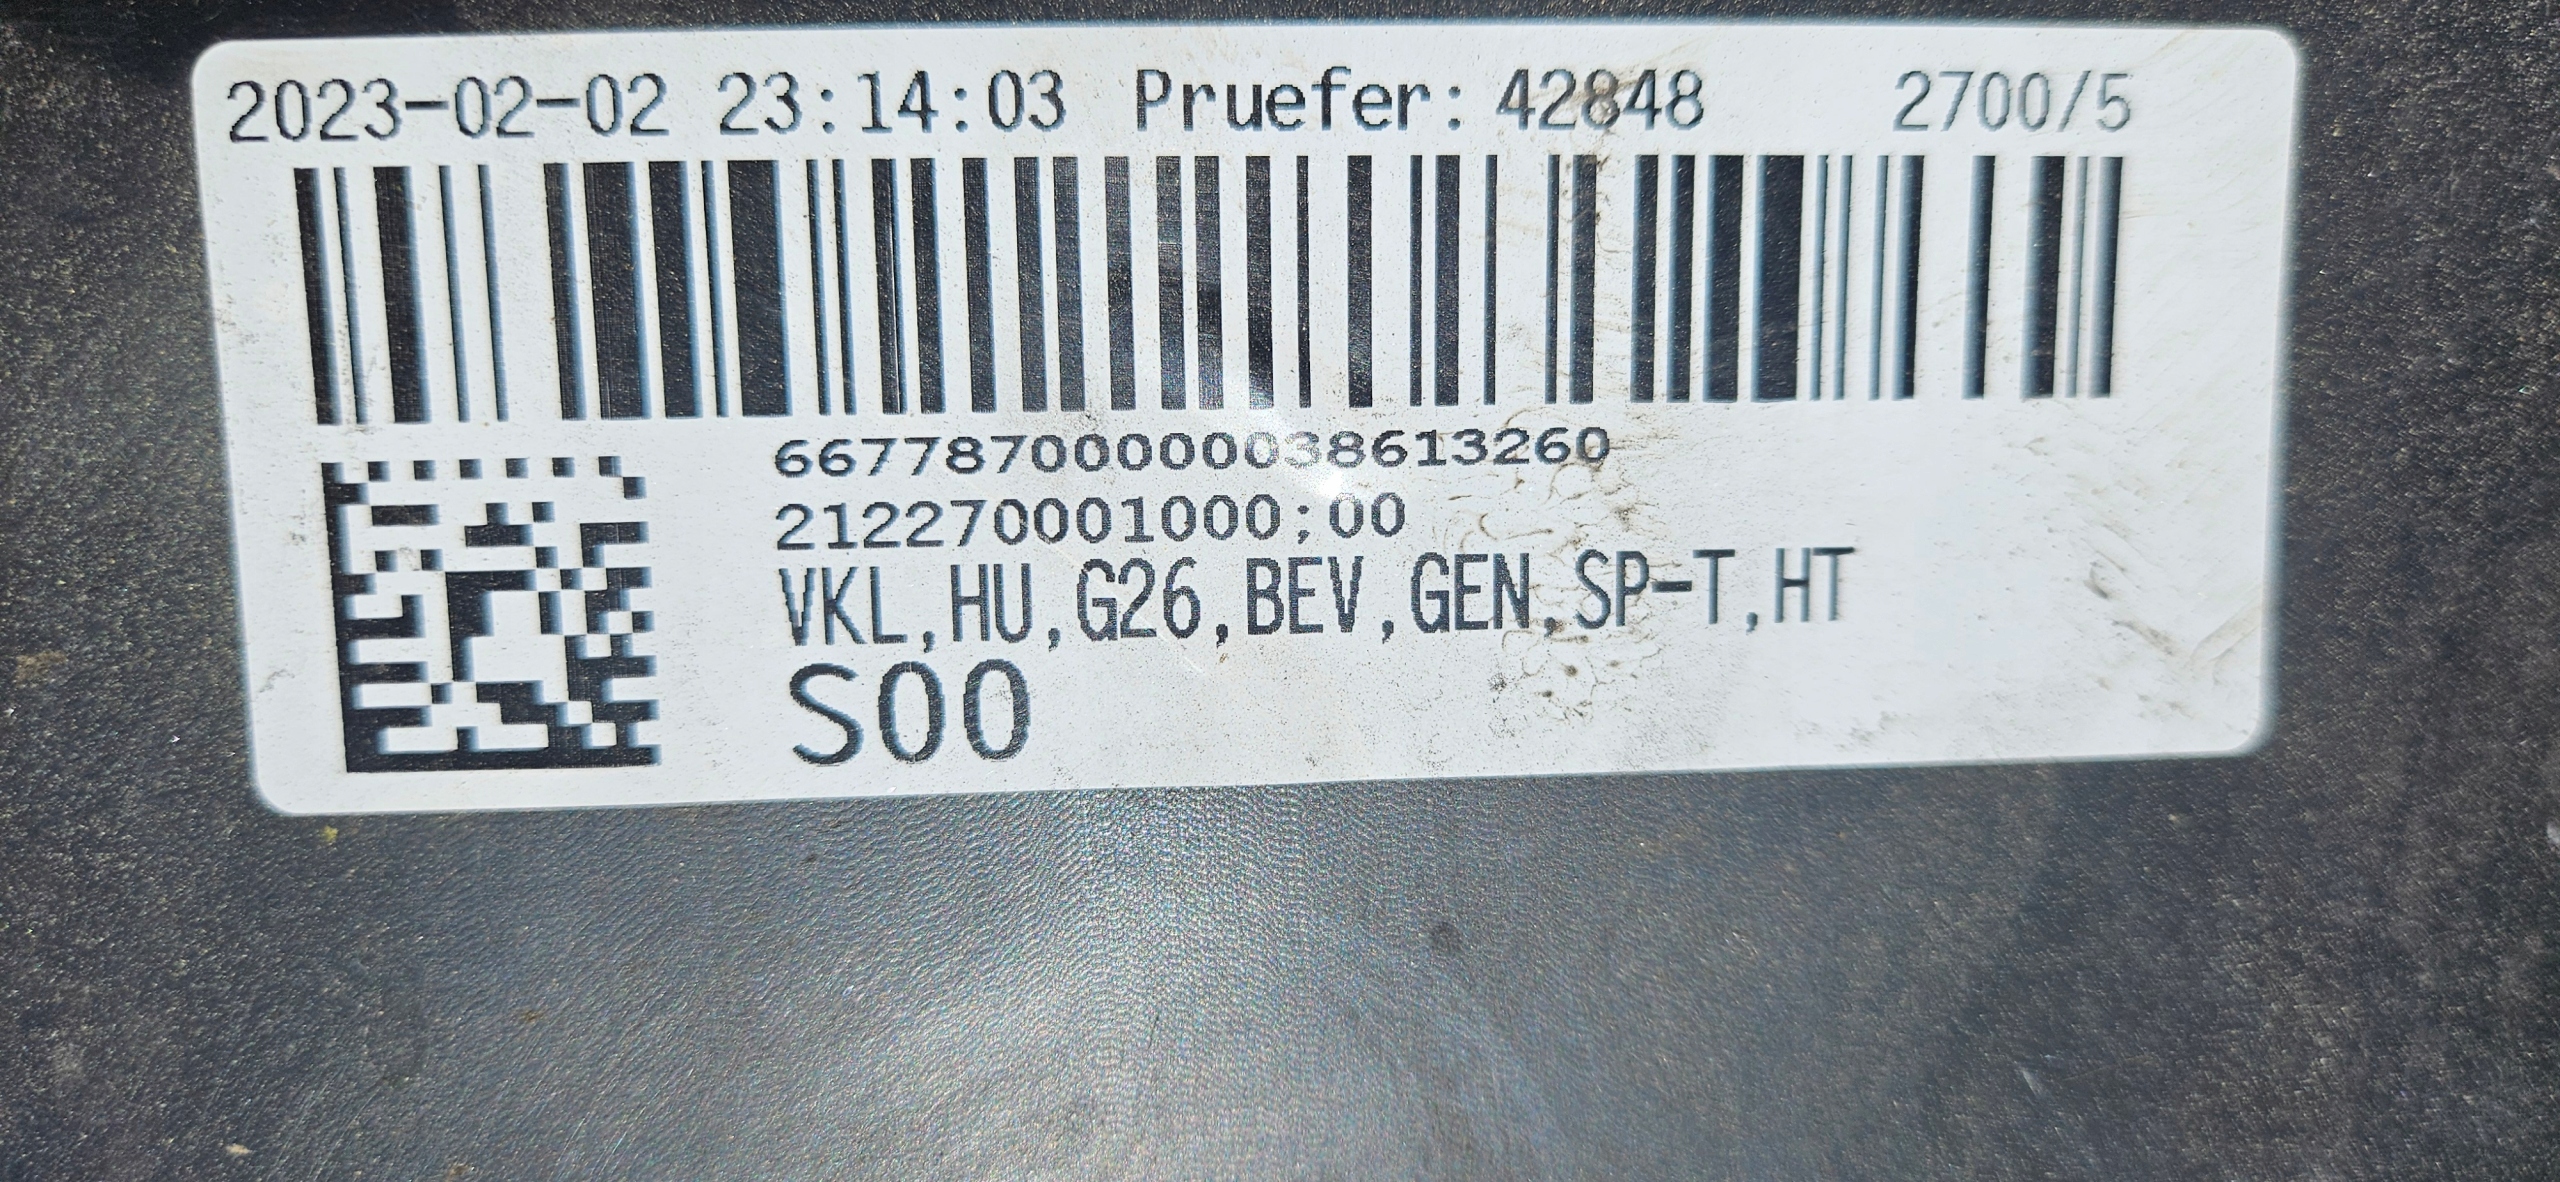 2023-02-02 23:14:03 Pruefer: 42848 2700/5
667787000000038613260
212270001000;00
VKL,HU,G26,BEV,GEN,SP-T,HT
S00